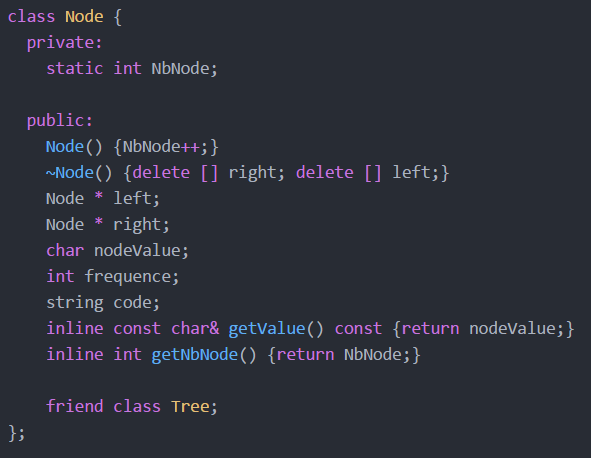 class Node {
  private:
    static int NbNode;

  public:
    Node() {NbNode++;}
    ~Node() {delete [] right; delete [] left;}
    Node * left;
    Node * right;
    char nodeValue;
    int frequence;
    string code;
    inline const char& getValue() const {return nodeValue;}
    inline int getNbNode() {return NbNode;}

    friend class Tree;
};